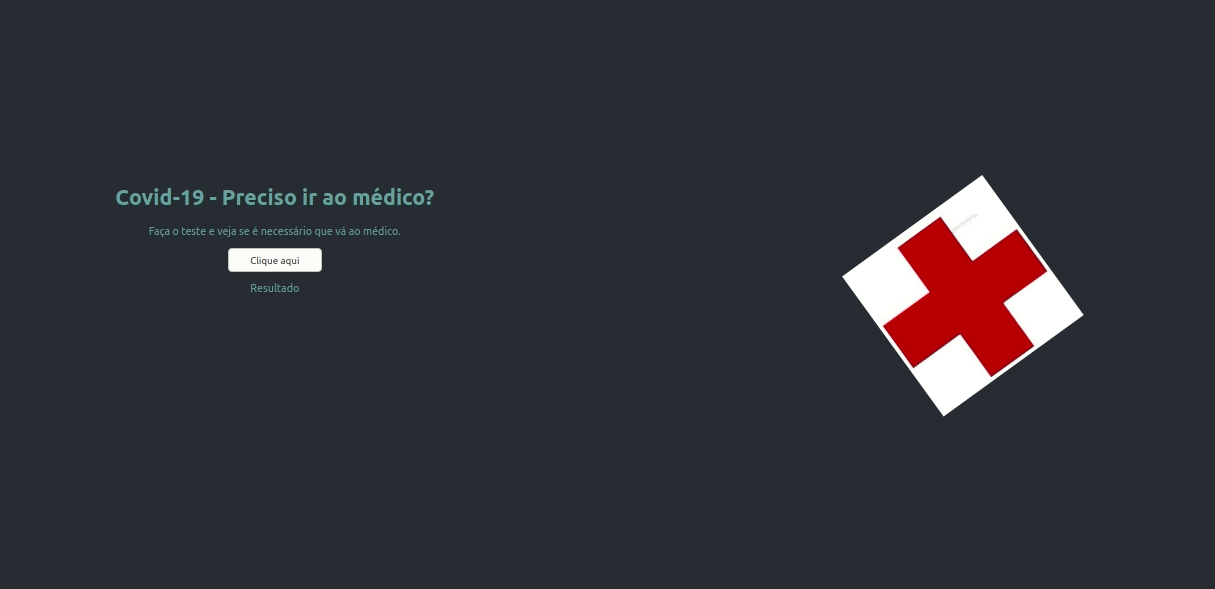 Covid-19 - Preciso ir ao médico?
Faça o teste e veja se é necessário que vá ao médico.
Clique aqui
Resultado